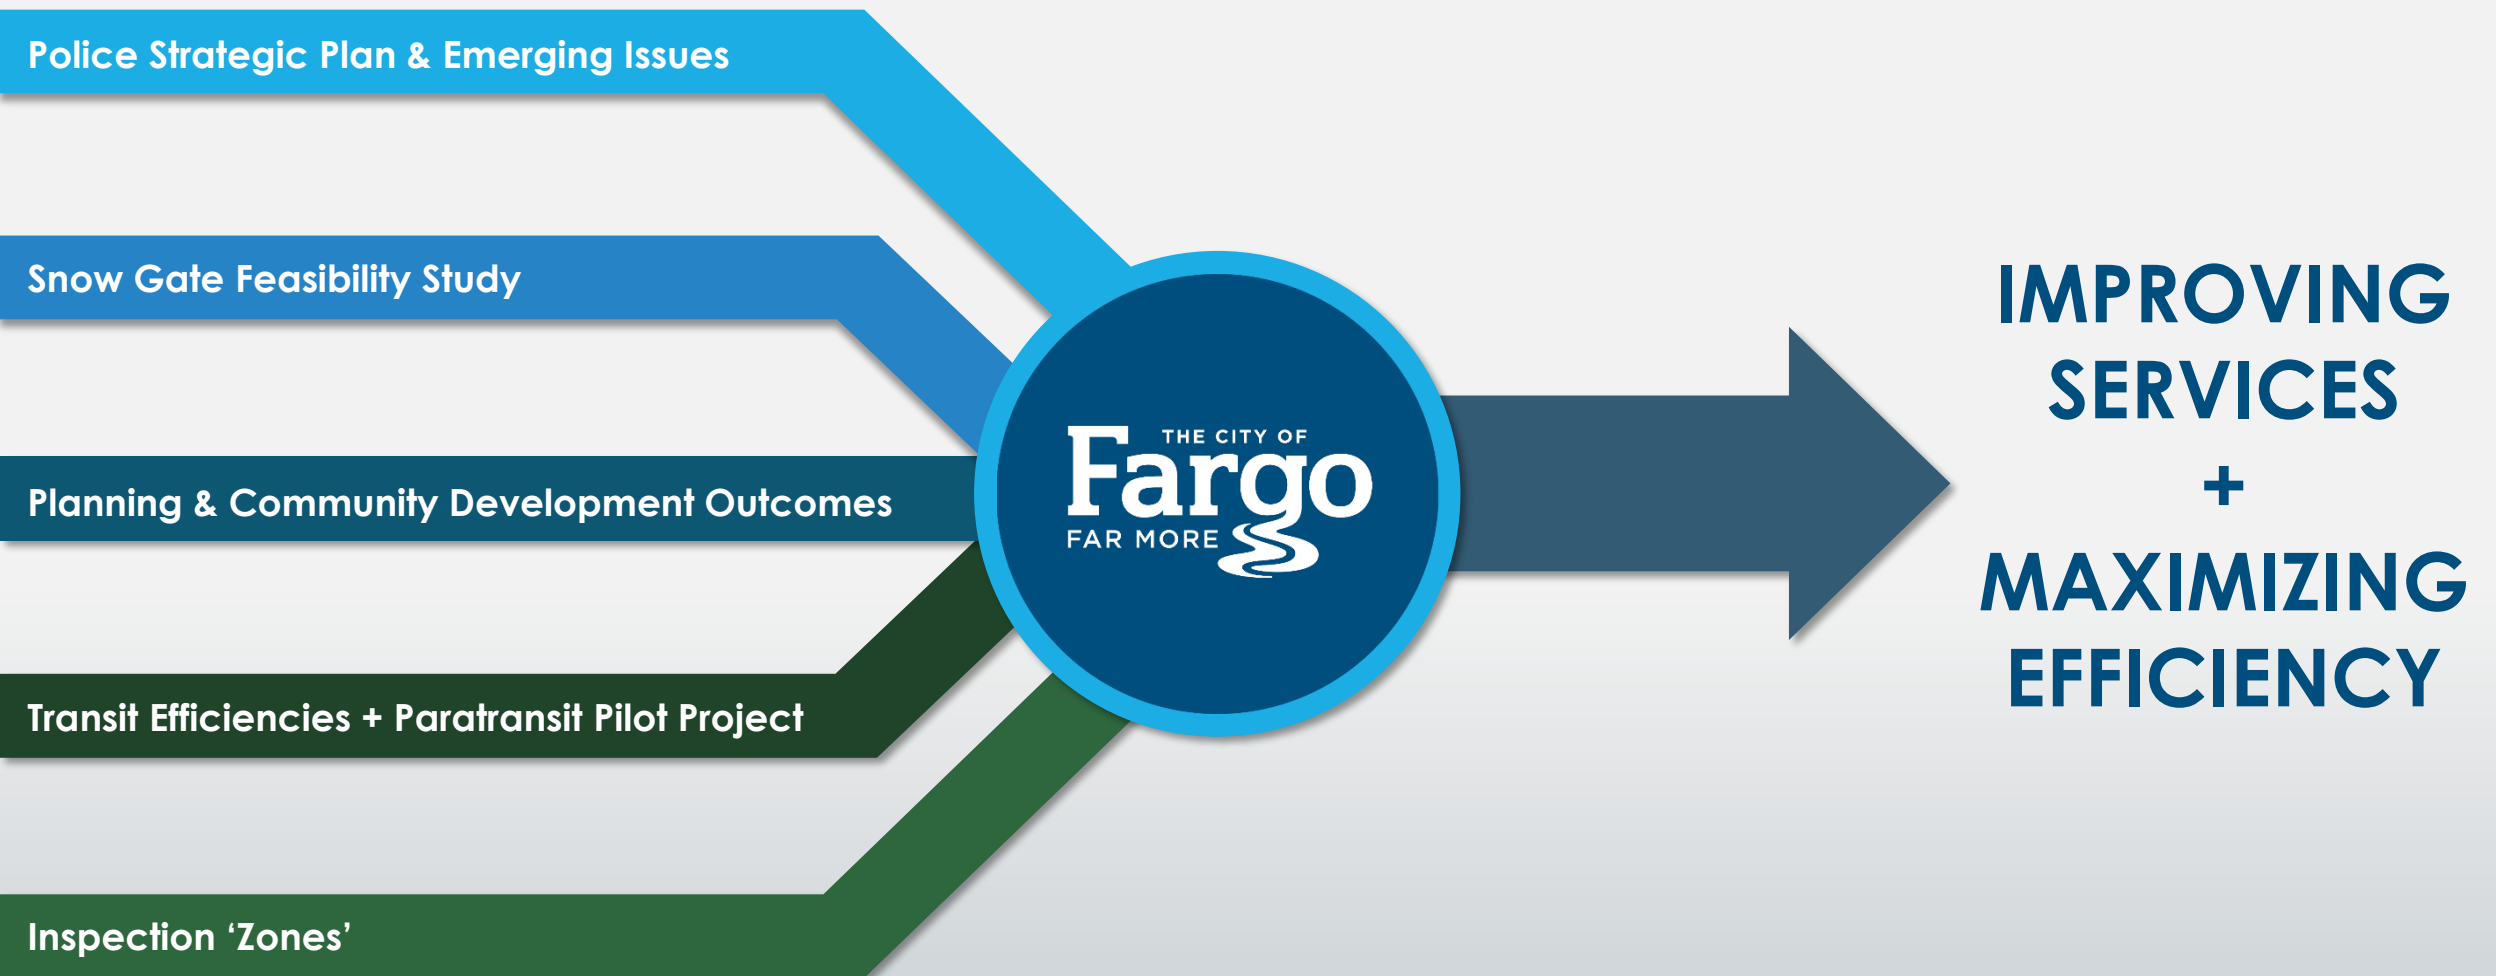 Police Strategic Plan & Emerging Issues
Snow Gate Feasibility Study
Planning & Community Development Outcomes
Transit Efficiencies + Paratransit Pilot Project
Inspection ‘Zones’
THE CITY OF
Fargo
FAR MORE
IMPROVING
SERVICES
+
MAXIMIZING
EFFICIENCY